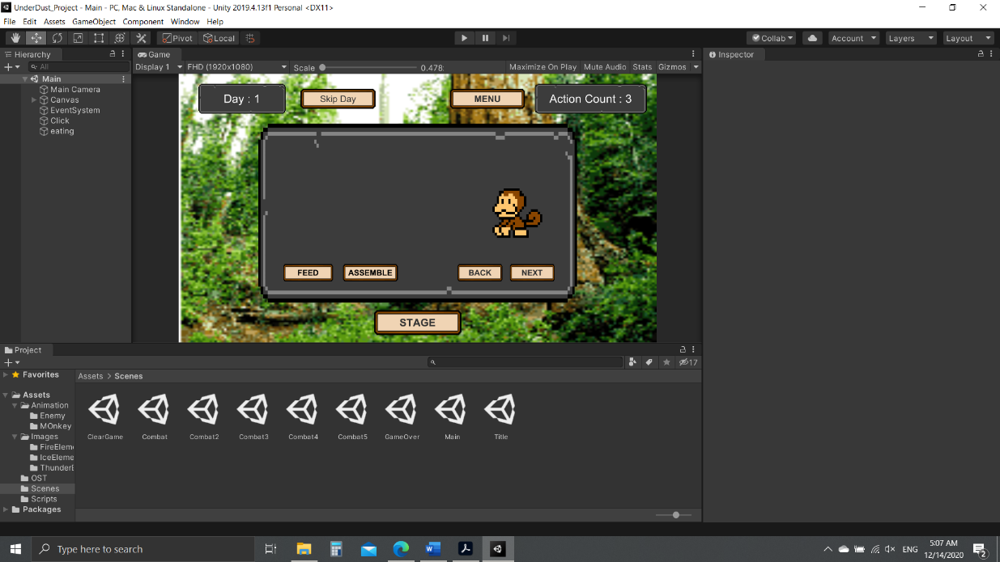 UnderDust_Project - Main - PC, Mac & Linux Standalone - Unity 2019.4.13f1 Personal <DX11>
File Edit Assets GameObject Component Window Help
Pivot Local Collab Account Layers Layout
Hierarchy
All
Main
Main Camera
Canvas
EventSystem
Click
eating
Game
Display 1 FHD (1920x1080) Scale 0.478: Maximize On Play Mute Audio Stats Gizmos
Day : 1 Skip Day MENU Action Count : 3
FEED ASSEMBLE BACK NEXT
STAGE
Inspector
Project
17
Favorites
Assets
Animation
Enemy
MOnkey
Images
FireElem
IceEleme
ThunderE
OST
Scenes
Scripts
Packages
Assets > Scenes
ClearGame Combat Combat2 Combat3 Combat4 Combat5 GameOver Main Title
Type here to search
ENG
5:07 AM
12/14/2020
2